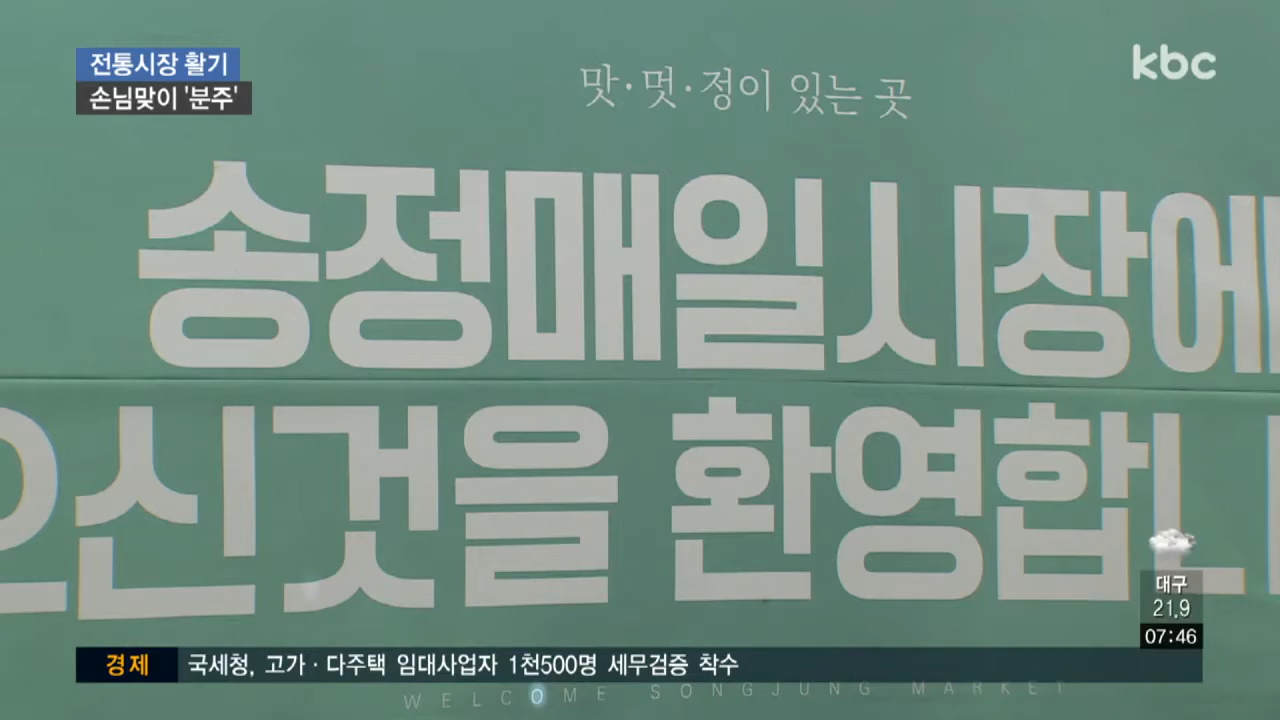 전통시장 활기
손님맞이 '분주'
kbc
맛·멋·정이 있는 곳
송정매일시장에
오신것을 환영합니
대구
21.9
07:46
경제 국세청, 고가·다주택 임대사업자 1천500명 세무검증 착수
WELCOME SONGJUNG MARKET